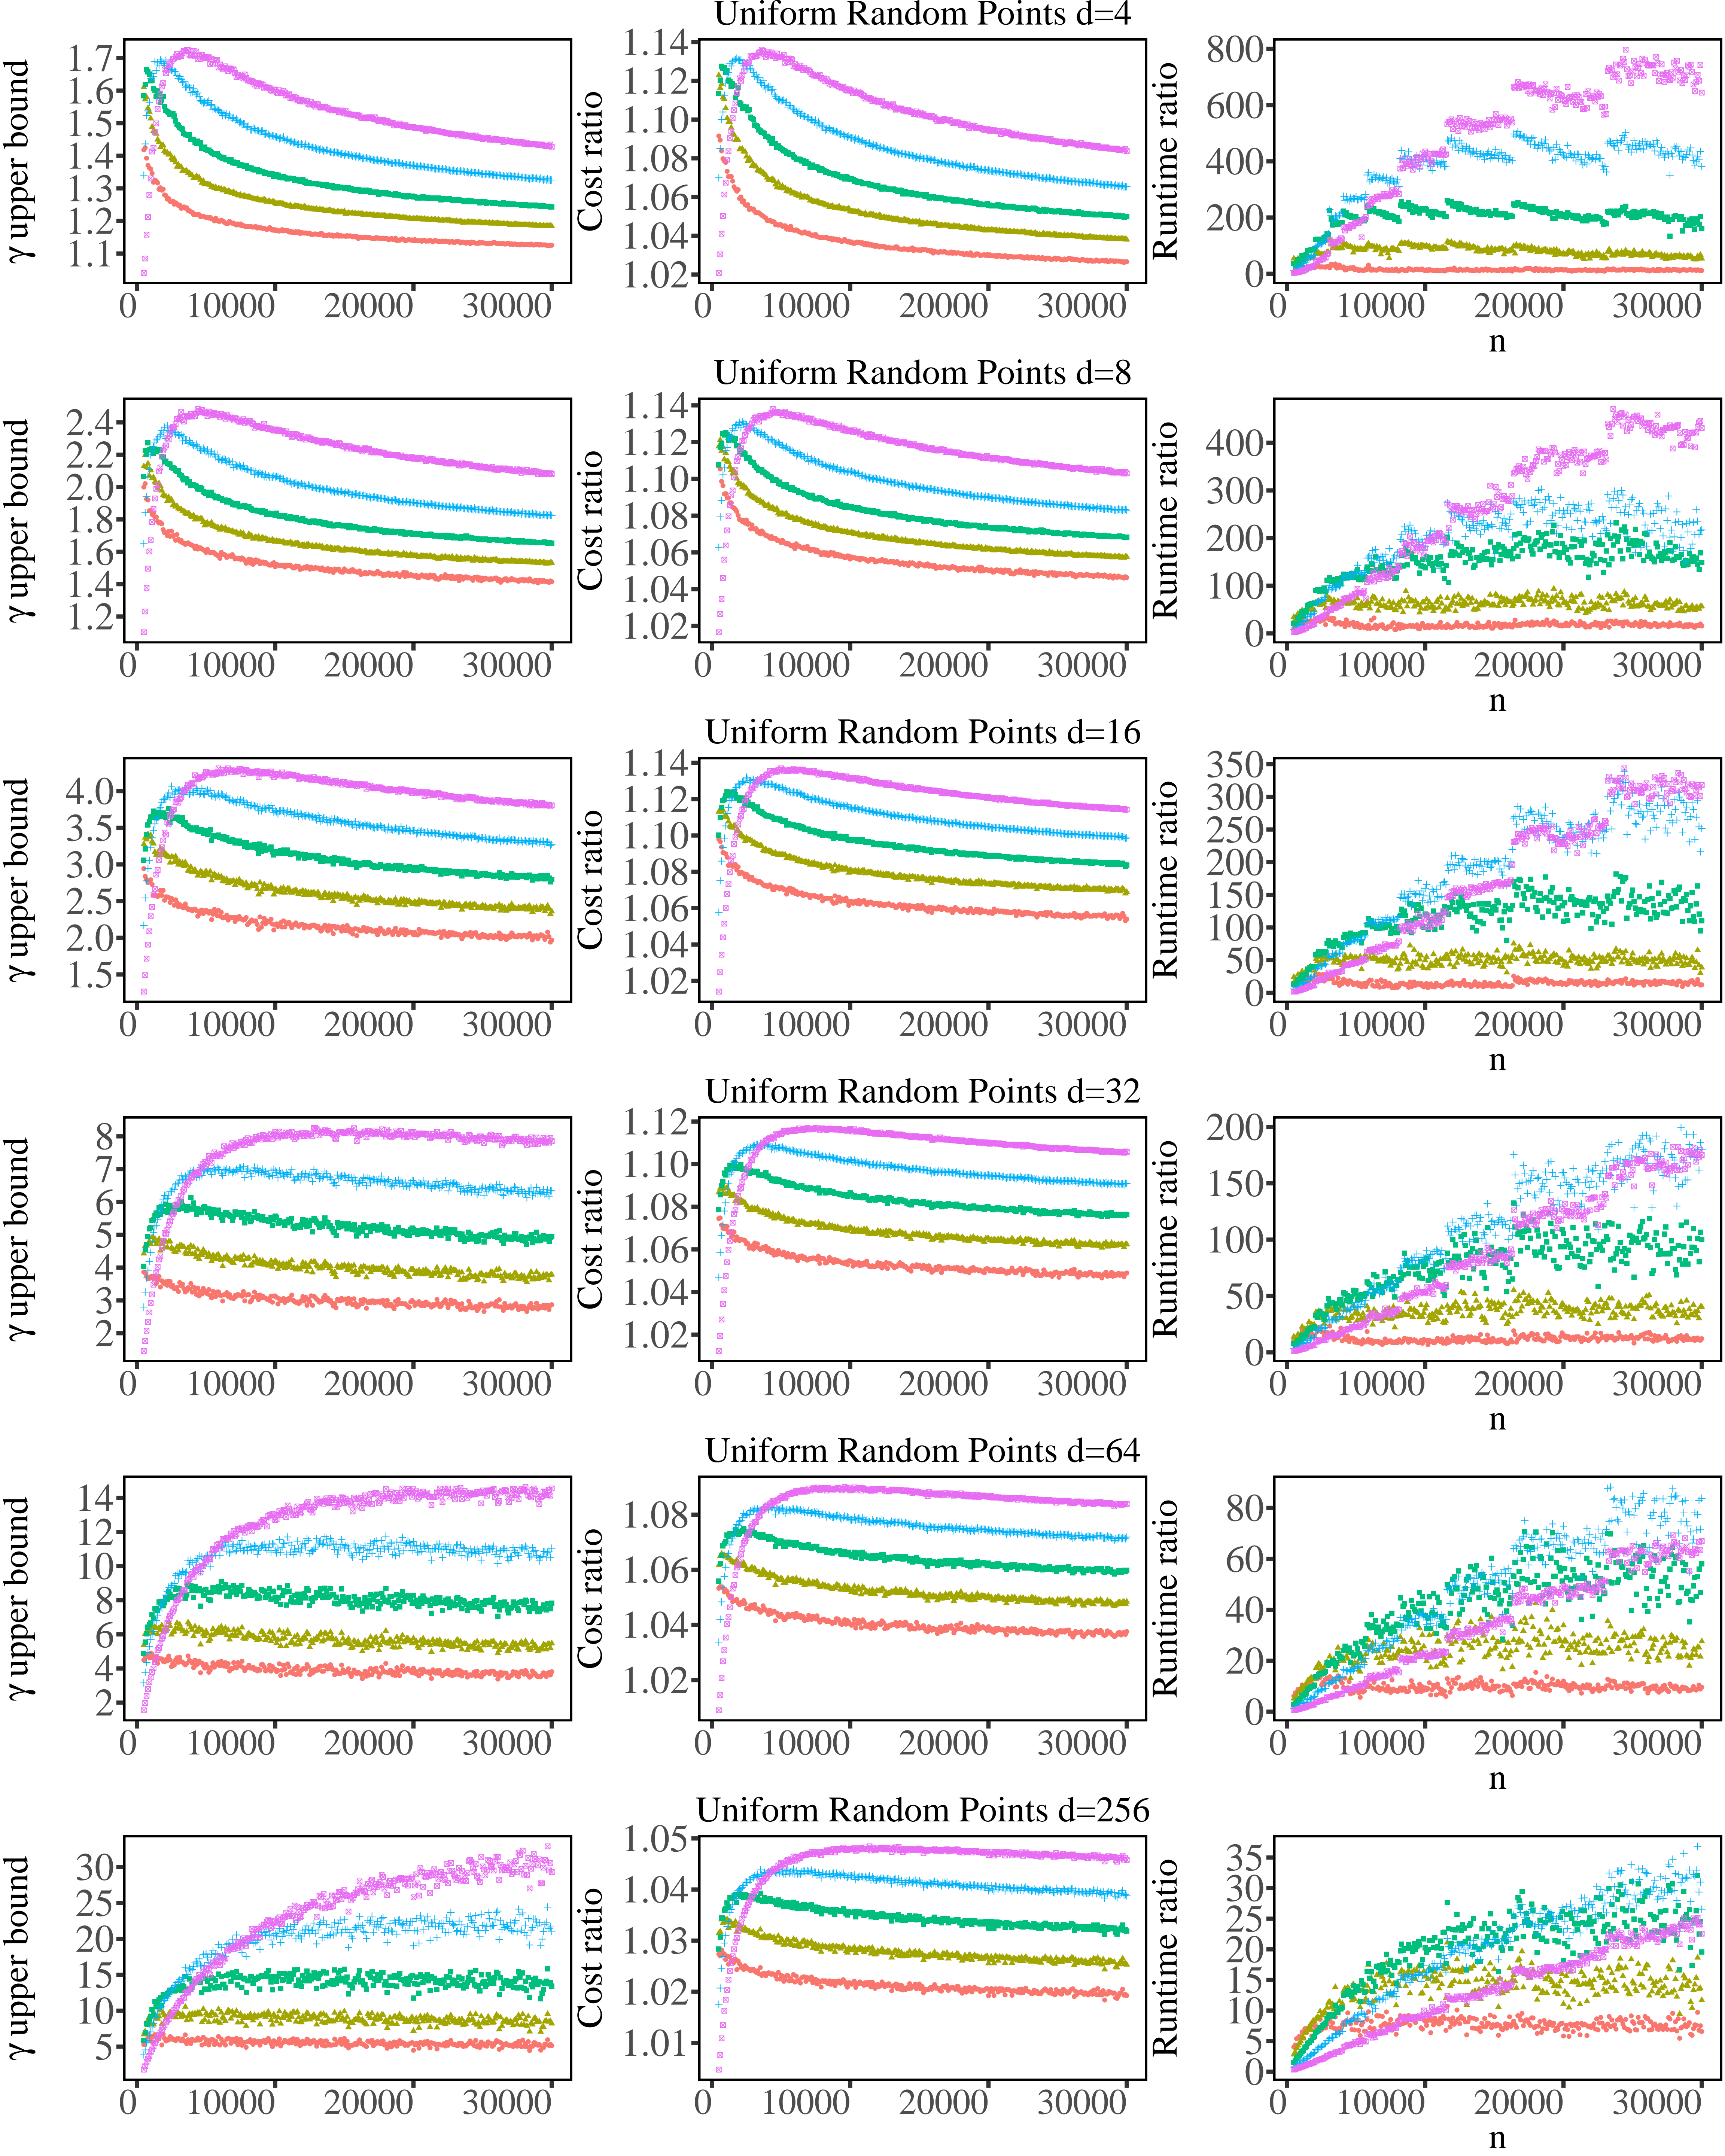 Uniform Random Points d=4
γ upper bound
1.7
1.6
1.5
1.4
1.3
1.2
1.1
0 10000 20000 30000
Cost ratio
1.14
1.12
1.10
1.08
1.06
1.04
1.02
0 10000 20000 30000
Runtime ratio
800
600
400
200
0
0 10000 20000 30000
n
Uniform Random Points d=8
γ upper bound
2.4
2.2
2.0
1.8
1.6
1.4
1.2
0 10000 20000 30000
Cost ratio
1.14
1.12
1.10
1.08
1.06
1.04
1.02
0 10000 20000 30000
Runtime ratio
400
300
200
100
0
0 10000 20000 30000
n
Uniform Random Points d=16
γ upper bound
4.0
3.5
3.0
2.5
2.0
1.5
0 10000 20000 30000
Cost ratio
1.14
1.12
1.10
1.08
1.06
1.04
1.02
0 10000 20000 30000
Runtime ratio
350
300
250
200
150
100
50
0
0 10000 20000 30000
n
Uniform Random Points d=32
γ upper bound
8
7
6
5
4
3
2
0 10000 20000 30000
Cost ratio
1.12
1.10
1.08
1.06
1.04
1.02
0 10000 20000 30000
Runtime ratio
200
150
100
50
0
0 10000 20000 30000
n
Uniform Random Points d=64
γ upper bound
14
12
10
8
6
4
2
0 10000 20000 30000
Cost ratio
1.08
1.06
1.04
1.02
0 10000 20000 30000
Runtime ratio
80
60
40
20
0
0 10000 20000 30000
n
Uniform Random Points d=256
γ upper bound
30
25
20
15
10
5
0 10000 20000 30000
Cost ratio
1.05
1.04
1.03
1.02
1.01
0 10000 20000 30000
Runtime ratio
35
30
25
20
15
10
5
0
0 10000 20000 30000
n